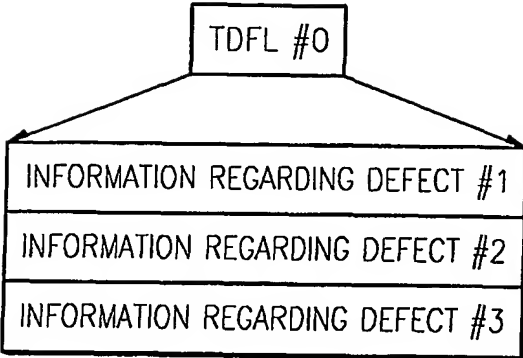 TDFL #0
INFORMATION REGARDING DEFECT #1
INFORMATION REGARDING DEFECT #2
INFORMATION REGARDING DEFECT #3